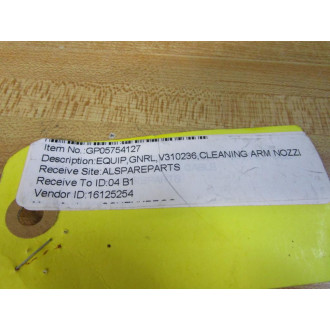 Item No.:GP05754127
Description:EQUIP,GNRL,V310236,CLEANING ARM NOZZI
Receive Site:ALSPAREPARTS
Receive To ID:04 B1
Vendor ID:16125254